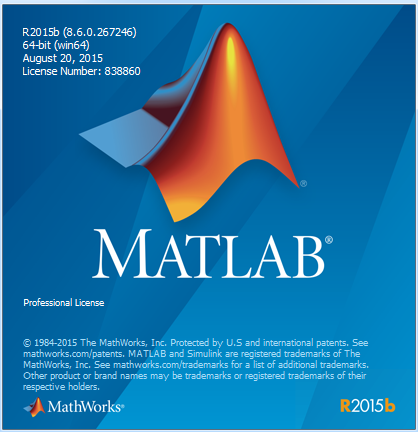 R2015b (8.6.0.267246)
64-bit (win64)
August 20, 2015
License Number: 838860
®
MATLAB®
Professional License
© 1984-2015 The MathWorks, Inc. Protected by U.S and international patents. See
mathworks.com/patents. MATLAB and Simulink are registered trademarks of The
MathWorks, Inc. See mathworks.com/trademarks for a list of additional trademarks.
Other product or brand names may be trademarks or registered trademarks of their
respective holders.
MathWorks®
R2015b